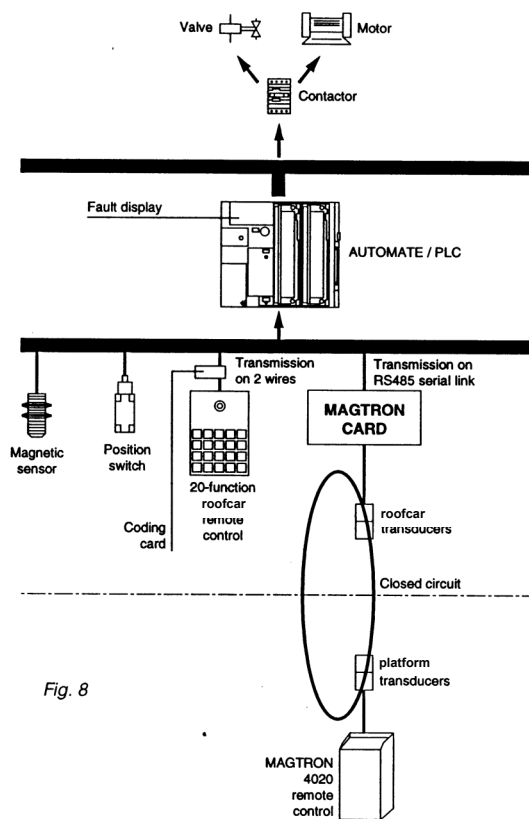 Valve
Motor
Contactor
Fault display
AUTOMATE / PLC
Transmission
on 2 wires
Transmission on
RS485 serial link
MAGTRON
CARD
Magnetic
sensor
Position
switch
20-function
roofcar
remote
control
Coding
card
roofcar
transducers
Closed circuit
platform
transducers
Fig. 8
MAGTRON
4020
remote
control